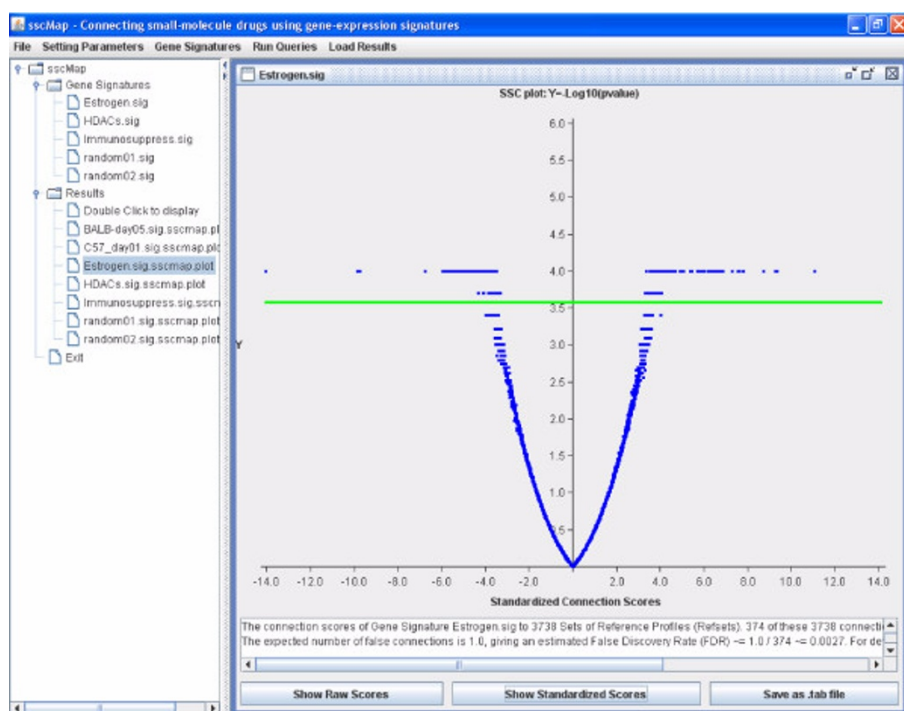 sscMap - Connecting small-molecule drugs using gene-expression signatures
File Setting Parameters Gene Signatures Run Queries Load Results
sscMap
Gene Signatures
Estrogen.sig
HDACs.sig
Immunosuppress.sig
random01.sig
random02.sig
Results
Double Click to display
BALB-day05.sig.sscmap.pl
C57_day01.sig.sscmap.plo
Estrogen.sig.sscmap.plot
HDACs.sig.sscmap.plot
Immunosuppress.sig.sscm
random01.sig.sscmap.plot
random02.sig.sscmap.plot
Exit
Estrogen.sig
SSC plot: Y=-Log10(pvalue)
6.0
5.5
5.0
4.5
4.0
3.5
3.0
2.5
2.0
1.5
1.0
0.5
Y
-14.0 -12.0 -10.0 -8.0 -6.0 -4.0 -2.0 2.0 4.0 6.0 8.0 10.0 12.0 14.0
Standardized Connection Scores
The connection scores of Gene Signature Estrogen.sig to 3738 Sets of Reference Profiles (Refsets). 374 of these 3738 connecti
The expected number of false connections is 1.0, giving an estimated False Discovery Rate (FDR) ~= 1.0 / 374 ~= 0.0027. For de
Show Raw Scores Show Standardized Scores Save as .tab file